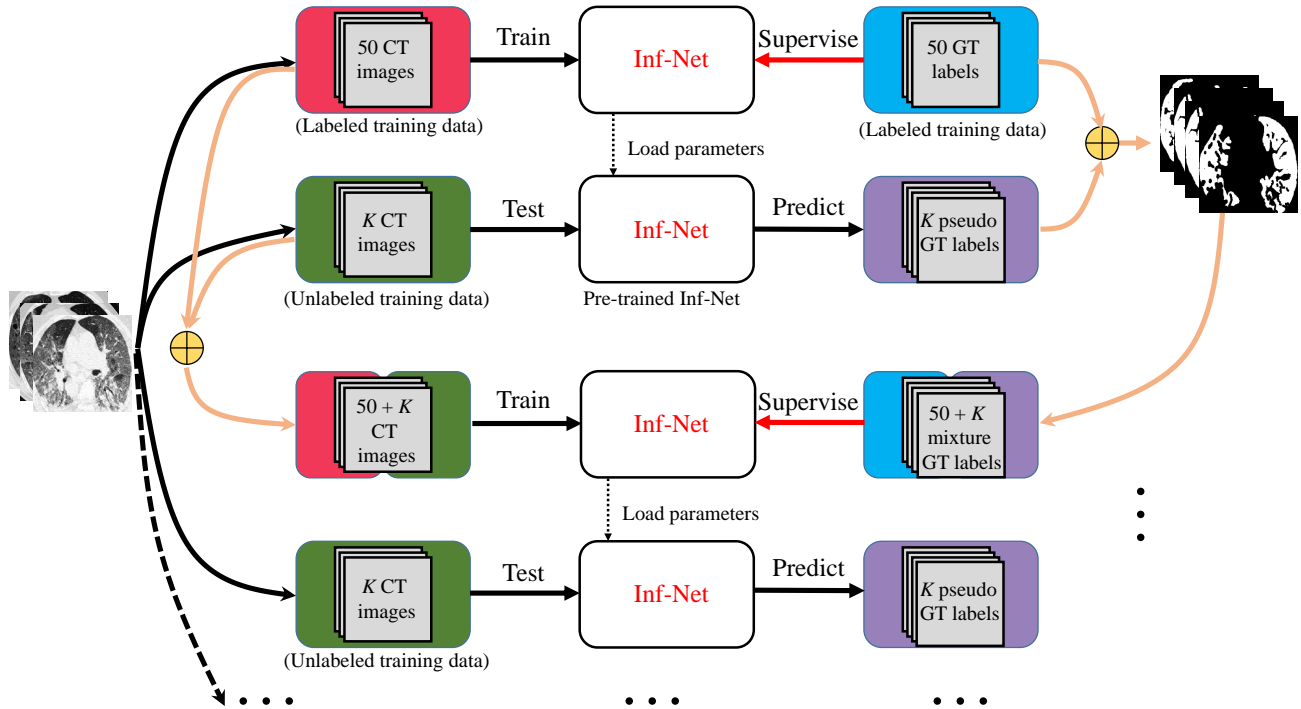 50 CT
images
Train
Inf-Net
Supervise
50 GT
labels
(Labeled training data)
(Labeled training data)
Load parameters
K CT
images
Test
Inf-Net
Predict
K pseudo
GT labels
(Unlabeled training data)
Pre-trained Inf-Net
50 + K
CT
images
Train
Inf-Net
Supervise
50 + K
mixture
GT labels
Load parameters
K CT
images
Test
Inf-Net
Predict
K pseudo
GT labels
(Unlabeled training data)